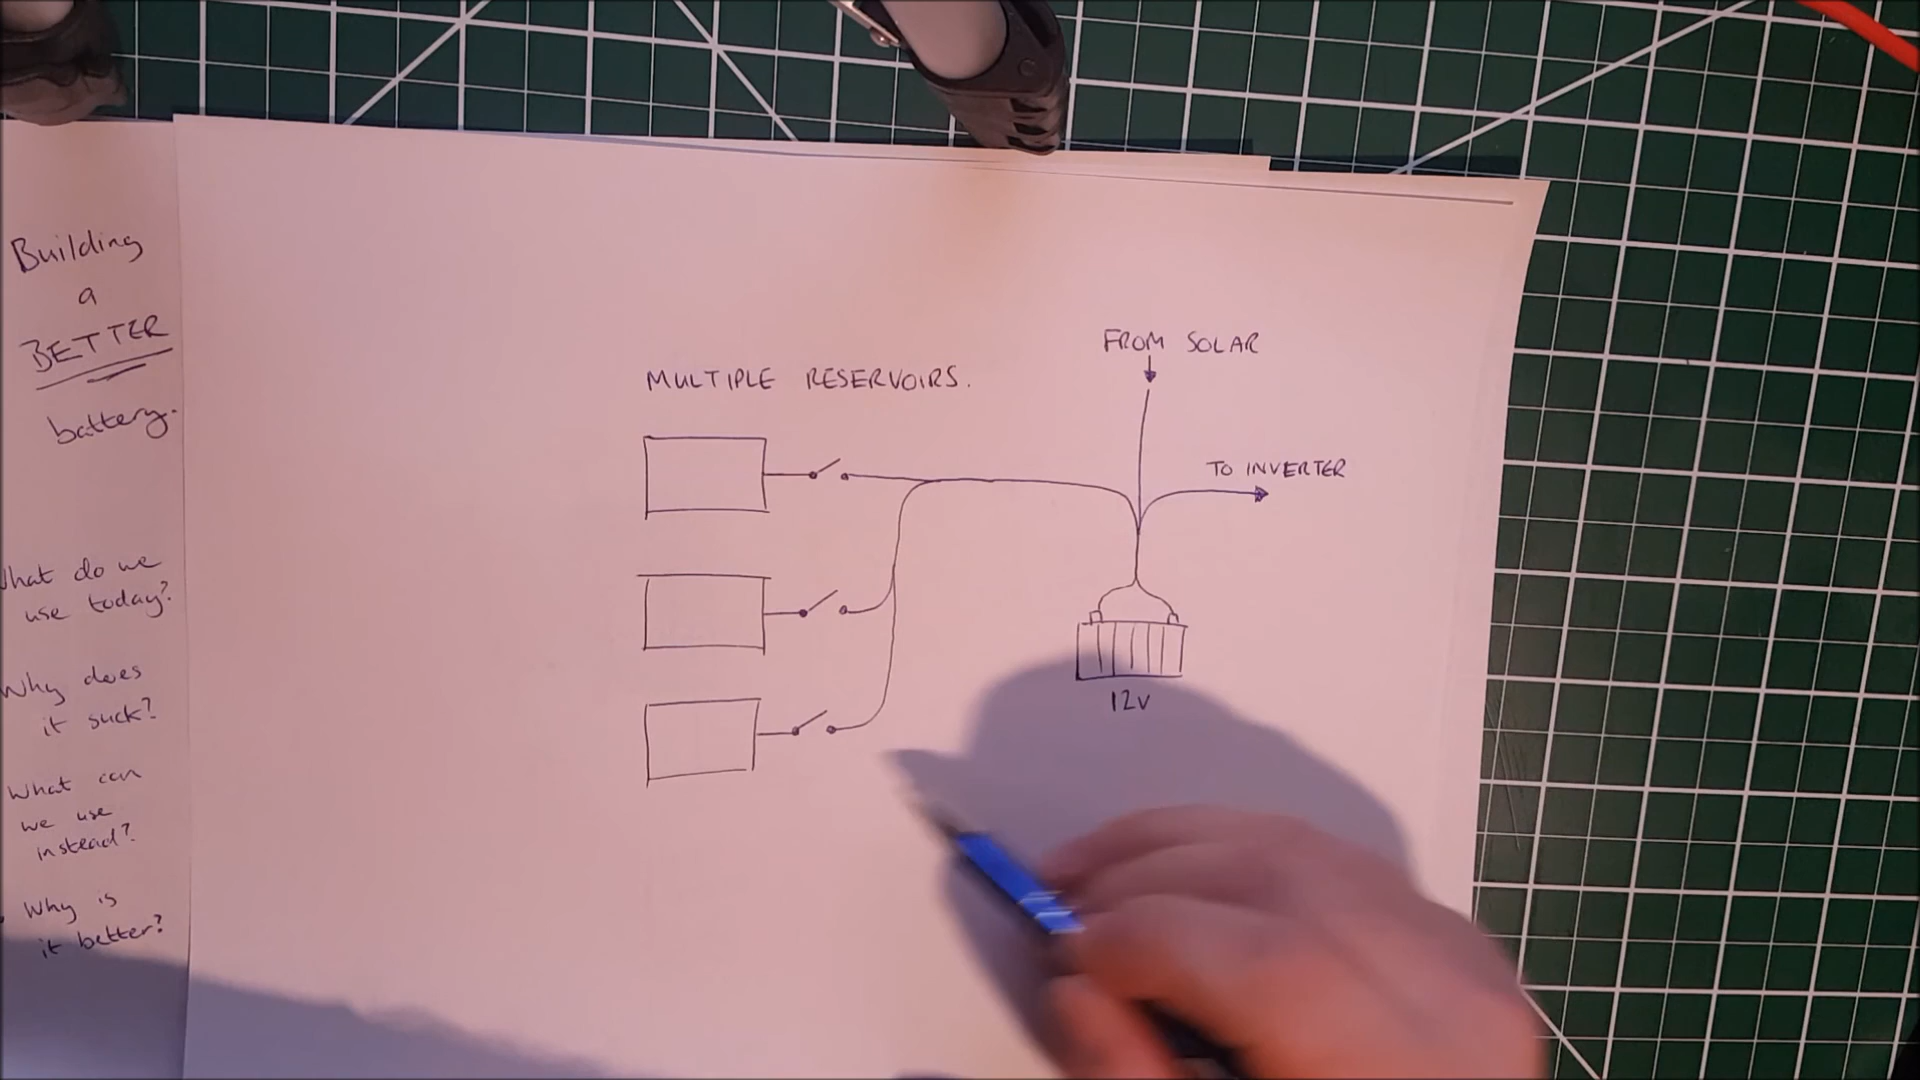 Building
a
BETTER
battery.
What do we
use today?
Why does
it suck?
What can
we use
instead?
Why is
it better?
MULTIPLE RESERVOIRS.
FROM SOLAR
TO INVERTER
12v